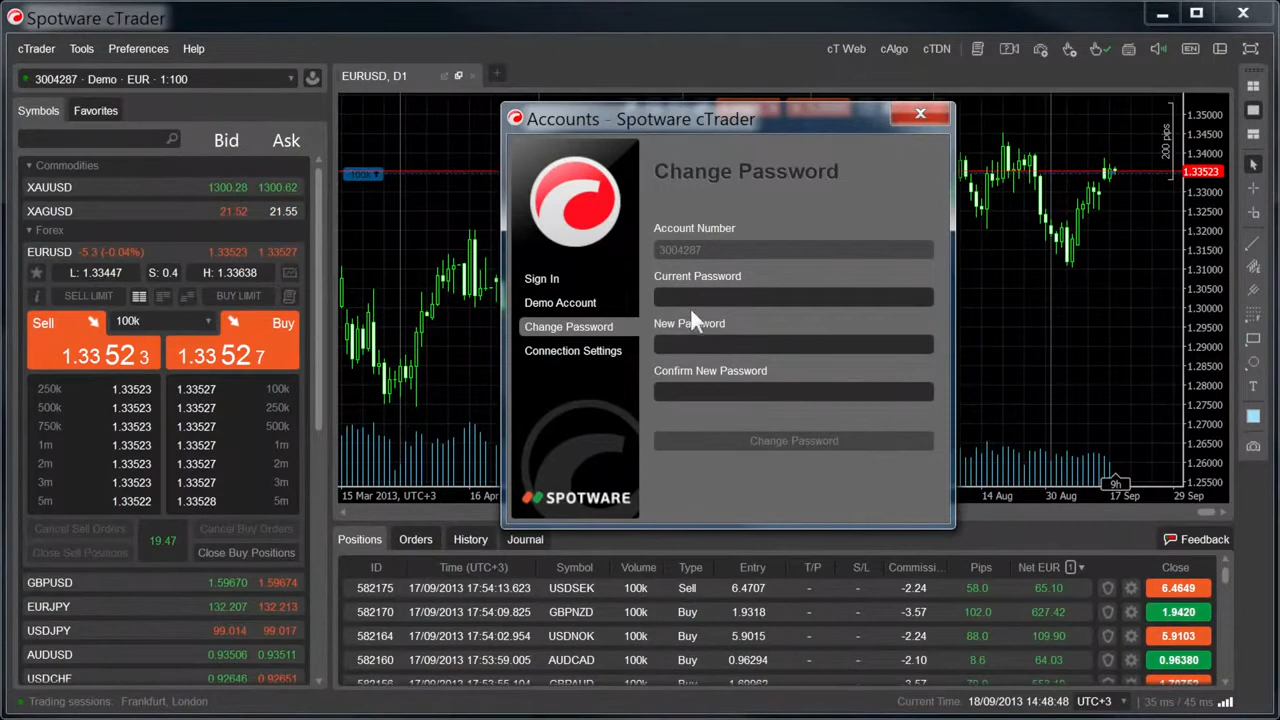 Spotware cTrader
cTrader Tools Preferences Help
cT Web cAlgo cTDN EN
3004287 · Demo · EUR · 1:100
EURUSD, D1
Symbols Favorites
Bid Ask
Commodities
XAUUSD 1300.28 1300.62
XAGUSD 21.52 21.55
Forex
EURUSD -5.3 (-0.04%) 1.33523 1.33527
L: 1.33447 S: 0.4 H: 1.33638
SELL LIMIT BUY LIMIT
Sell 100k Buy
1.33 52 3 1.33 52 7
250k 1.33523 1.33527 100k
500k 1.33523 1.33527 250k
750k 1.33523 1.33527 500k
1m 1.33523 1.33527 1m
2m 1.33523 1.33527 2m
3m 1.33523 1.33527 3m
5m 1.33522 1.33528 5m
Cancel Sell Orders 19.47 Cancel Buy Orders
Close Sell Positions Close Buy Positions
GBPUSD 1.59670 1.59674
EURJPY 132.207 132.213
USDJPY 99.014 99.017
AUDUSD 0.93506 0.93511
USDCHF 0.92646 0.92651
Trading sessions: Frankfurt, London
100k
Accounts - Spotware cTrader
Sign In
Demo Account
Change Password
Connection Settings
SPOTWARE
Change Password
Account Number
3004287
Current Password
New Password
Confirm New Password
Change Password
200 pips
1.35000
1.34500
1.34000
1.33523
1.33000
1.32500
1.32000
1.31500
1.31000
1.30500
1.30000
1.29500
1.29000
1.28500
1.28000
1.27500
1.27000
1.26500
1.26000
1.25500
9h
15 Mar 2013, UTC+3 16 Apr 14 Aug 30 Aug 17 Sep 29 Sep
Positions Orders History Journal Feedback
ID Time (UTC+3) Symbol Volume Type Entry T/P S/L Commissi... Pips Net EUR 1 Close
582175 17/09/2013 17:54:13.623 USDSEK 100k Sell 6.4707 - - -2.24 58.0 65.10 6.4649
582170 17/09/2013 17:54:09.825 GBPNZD 100k Buy 1.9318 - - -3.57 102.0 627.42 1.9420
582164 17/09/2013 17:54:02.954 USDNOK 100k Buy 5.9015 - - -2.24 88.0 109.90 5.9103
582160 17/09/2013 17:53:59.005 AUDCAD 100k Buy 0.96294 - - -2.10 8.6 64.03 0.96380
Current Time: 18/09/2013 14:48:48 UTC+3 35 ms / 45 ms